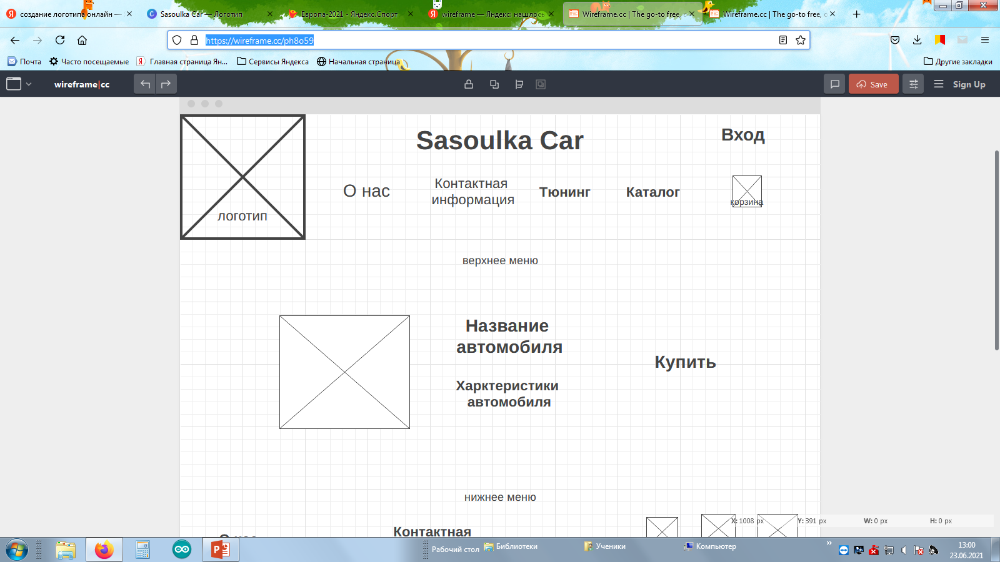 создание логотипа онлайн —
Sasoulka Car — Логотип
Европа-2021 - Яндекс.Спорт
wireframe — Яндекс: нашлось
Wireframe.cc | The go-to free,
Wireframe.cc | The go-to free,
https://wireframe.cc/ph8o59
Почта
Часто посещаемые
Главная страница Ян...
Сервисы Яндекса
Начальная страница
Другие закладки
wireframe|cc
Save
Sign Up
Sasoulka Car
Вход
О нас
Контактная
информация
Тюнинг
Каталог
корзина
логотип
верхнее меню
Название
автомобиля
Харктеристики
автомобиля
Купить
нижнее меню
X: 1008 px
Y: 391 px
W: 0 px
H: 0 px
О нас
Контактная
Рабочий стол
Библиотеки
Ученики
Компьютер
13:00
23.06.2021